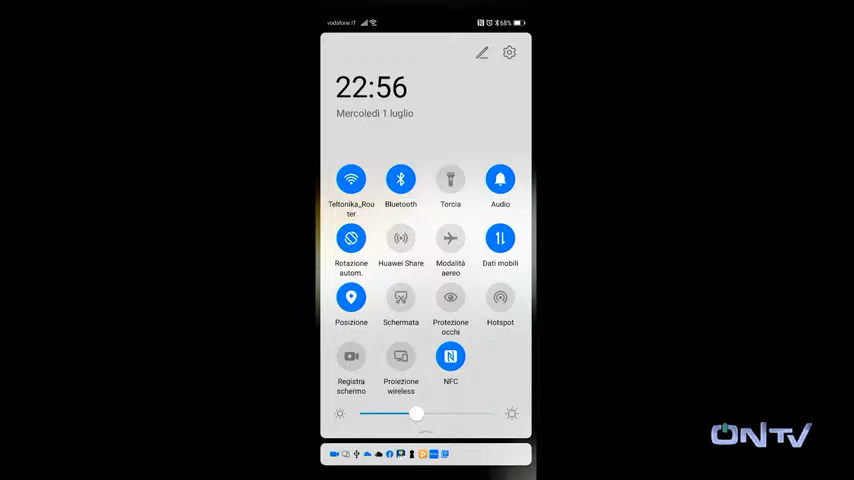 vodafone IT
68%
22:56
Mercoledì 1 luglio
Teltonika_Rou
ter
Bluetooth
Torcia
Audio
Rotazione
autom.
Huawei Share
Modalità
aereo
Dati mobili
Posizione
Schermata
Protezione
occhi
Hotspot
Registra
schermo
Proiezione
wireless
NFC
ONTV